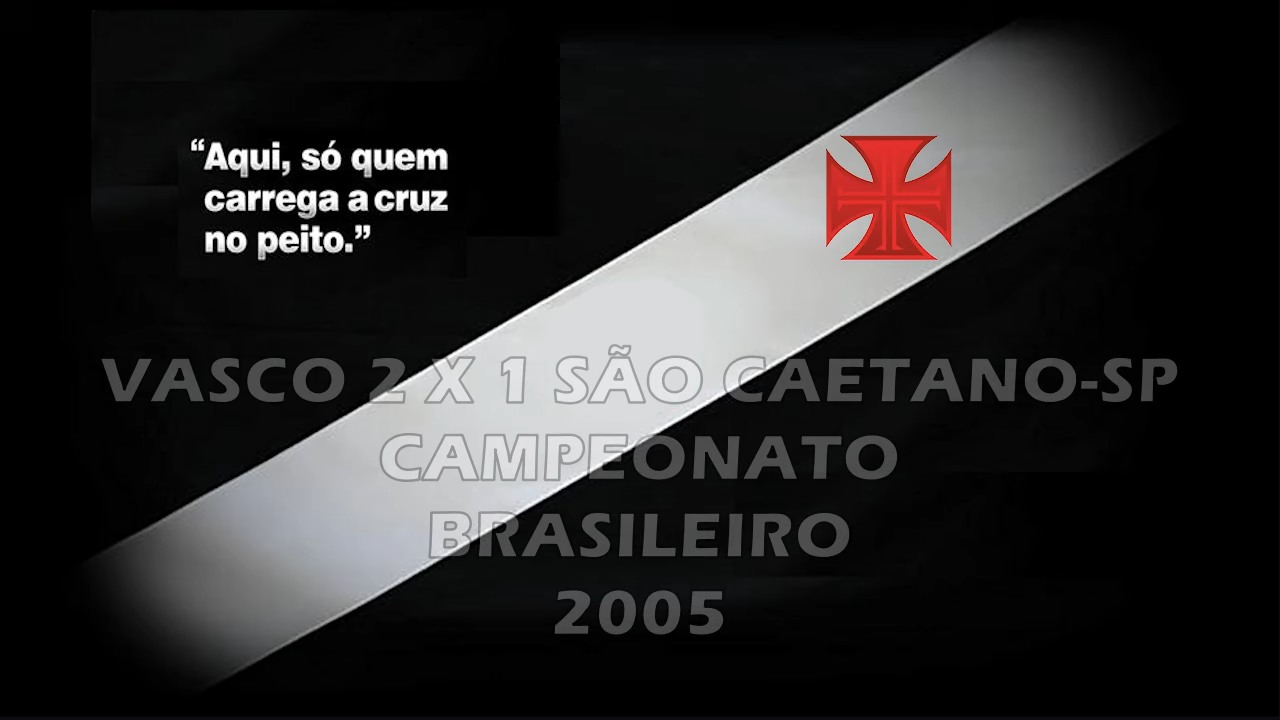 “Aqui, só quem
carrega a cruz
no peito.”
VASCO 2 X 1 SÃO CAETANO-SP
CAMPEONATO
BRASILEIRO
2005